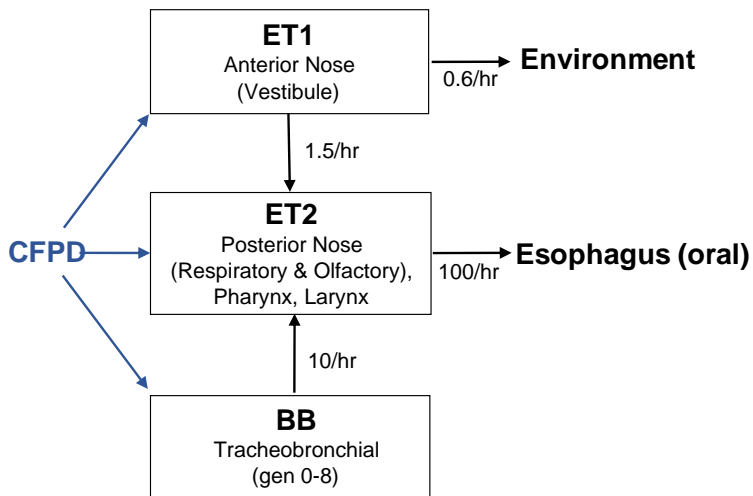 ET1
Anterior Nose
(Vestibule)
0.6/hr
Environment
1.5/hr
CFPD
ET2
Posterior Nose
(Respiratory & Olfactory),
Pharynx, Larynx
100/hr
Esophagus (oral)
10/hr
BB
Tracheobronchial
(gen 0-8)